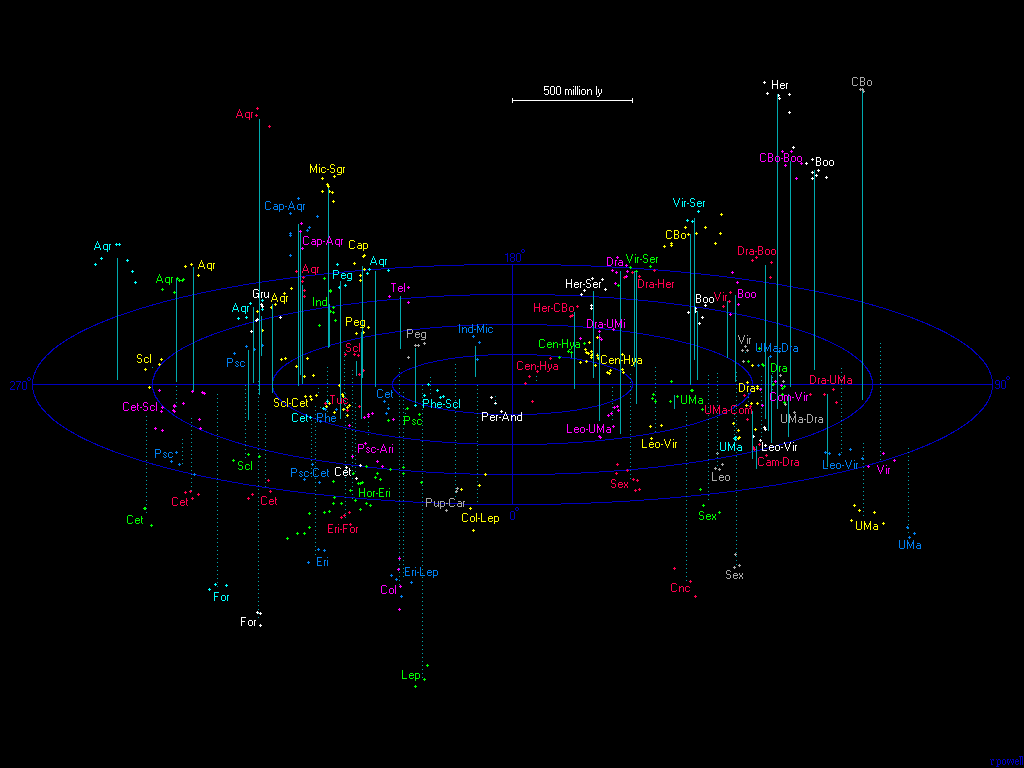 CBo
Her
500 million ly
Aqr
CBo-Boo
Boo
Mic-Sgr
Cap-Aqr
Vir-Ser
CBo
Cap-Aqr
Aqr
Cap
Dra-Boo
100°
Aqr
Aqr
Aqr
Vir-Ser
Dra
Aqr
Peg
Her-Ser
Dra-Her
Tel
Gru
Aqr
Ind
Boo
Vir
Boo
Aqr
Her-CBo
Peg
Dra-UMi
Ind-Mic
Peg
Vir
Cen-Hya
Scl
UMa-Dra
Scl
Psc
Cen-Hya
Cen-Hya
Dra
270°
90°
Dra-UMa
Dra
Cet
Com-Vir
Scl-Cet
Phe-Scl
UMa
Cet-Scl
UMa-Com
Cet
Phe
Per-And
Psc
UMa-Dra
Leo-UMa
Leo-Vir
UMa
Leo-Vir
Psc-Ari
Psc
Scl
Cam-Dra
Leo-Vir
Vir
Psc-Cet
Cet
Leo
Sex
Hor-Eri
Cet
Cet
Pup-Car
0°
Cet
Col-Lep
Sex
Eri-For
UMa
UMa
Eri
Eri-Lep
Sex
Col
Cnc
For
For
Lep
cpowell